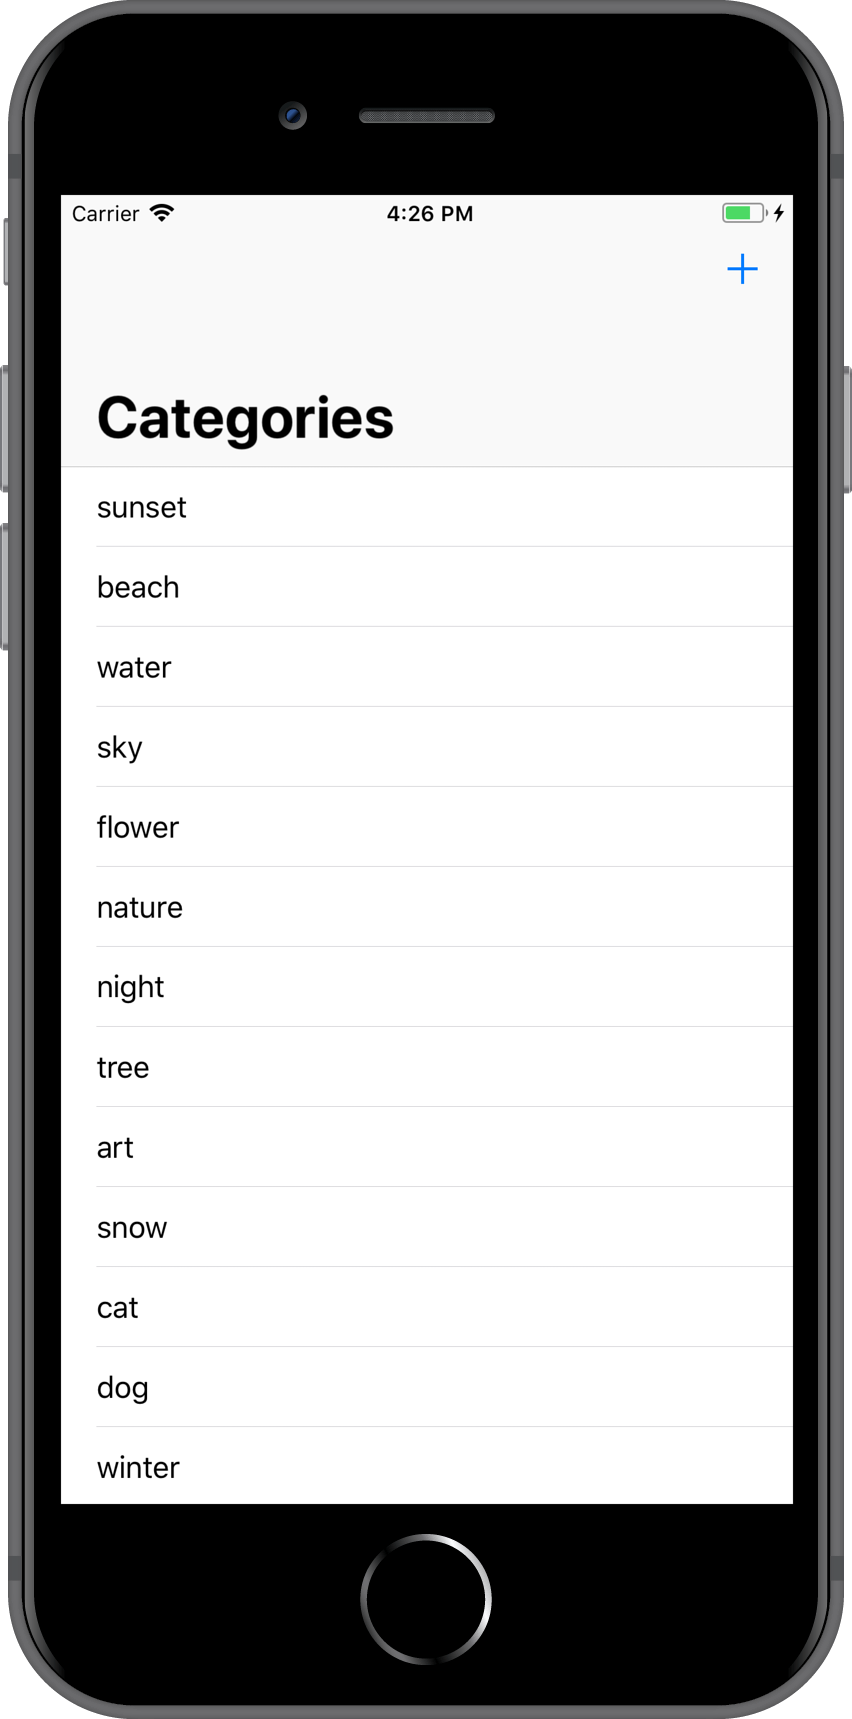 Carrier 4:26 PM
Categories
sunset
beach
water
sky
flower
nature
night
tree
art
snow
cat
dog
winter